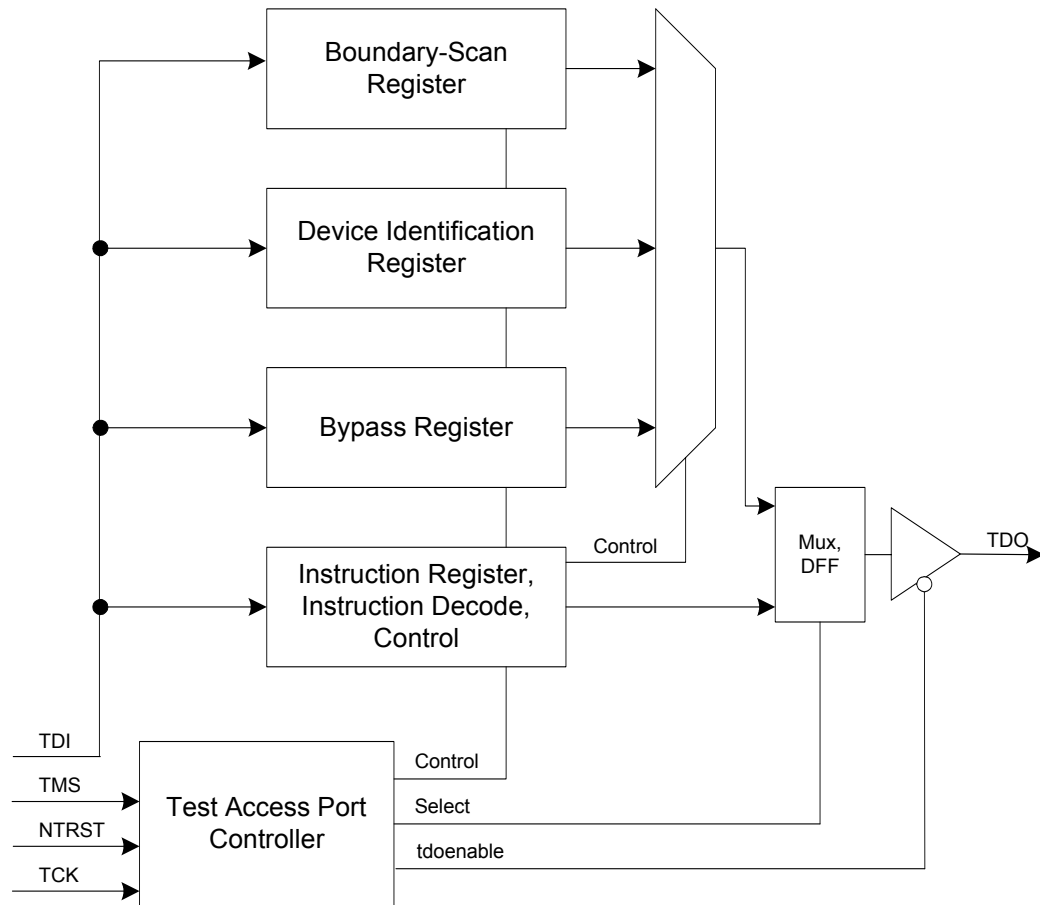 Boundary-Scan
Register
Device Identification
Register
Bypass Register
Control
Instruction Register,
Instruction Decode,
Control
Mux,
DFF
TDO
TDI
TMS
NTRST
TCK
Test Access Port
Controller
Control
Select
tdoenable